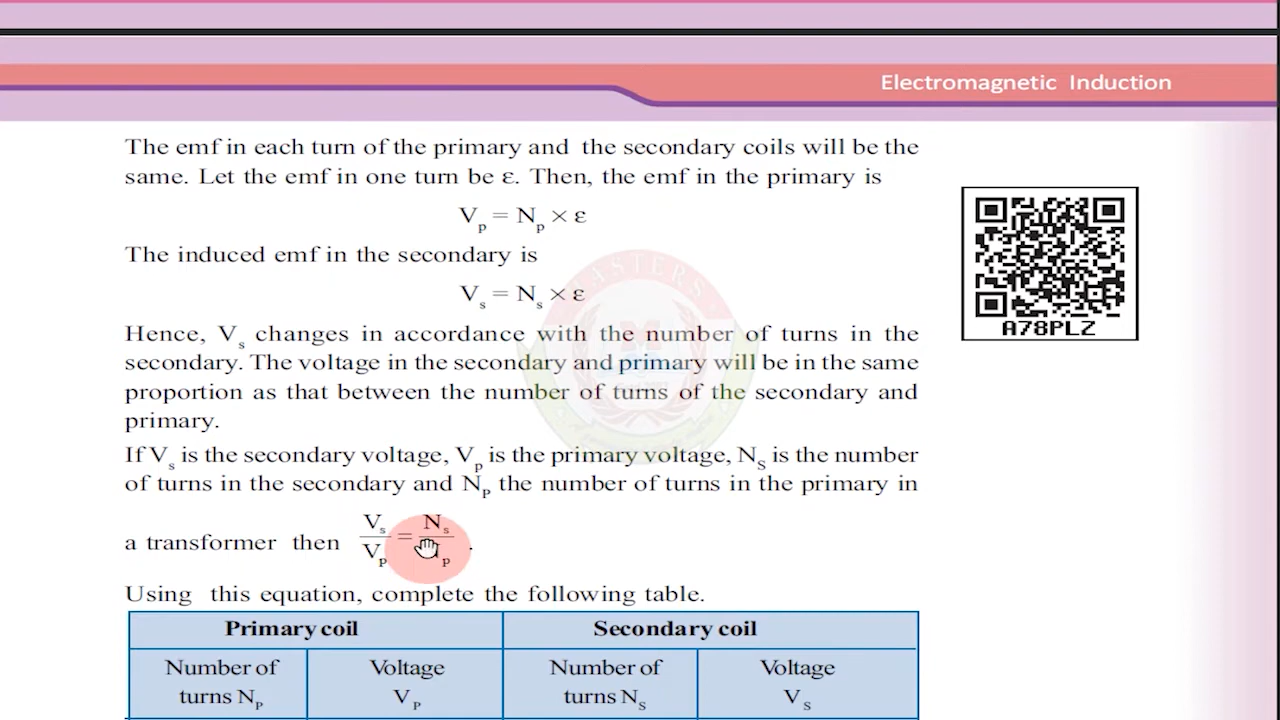 Electromagnetic Induction
The emf in each turn of the primary and the secondary coils will be the
same. Let the emf in one turn be ε. Then, the emf in the primary is
Vp = Np × ε
The induced emf in the secondary is
Vs = Ns × ε
Hence, Vs changes in accordance with the number of turns in the
secondary. The voltage in the secondary and primary will be in the same
proportion as that between the number of turns of the secondary and
primary.
If Vs is the secondary voltage, Vp is the primary voltage, NS is the number
of turns in the secondary and NP the number of turns in the primary in
a transformer then Vs/Vp = Ns/Np .
Using this equation, complete the following table.
Primary coil
Secondary coil
Number of
turns NP
Voltage
VP
Number of
turns NS
Voltage
VS
A78PLZ